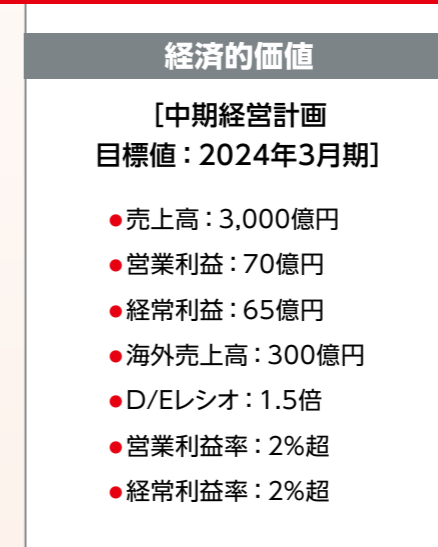 経済的価値
[中期経営計画
目標値：2024年3月期]
●売上高：3,000億円
●営業利益：70億円
●経常利益：65億円
●海外売上高：300億円
●D/Eレシオ：1.5倍
●営業利益率：2%超
●経常利益率：2%超